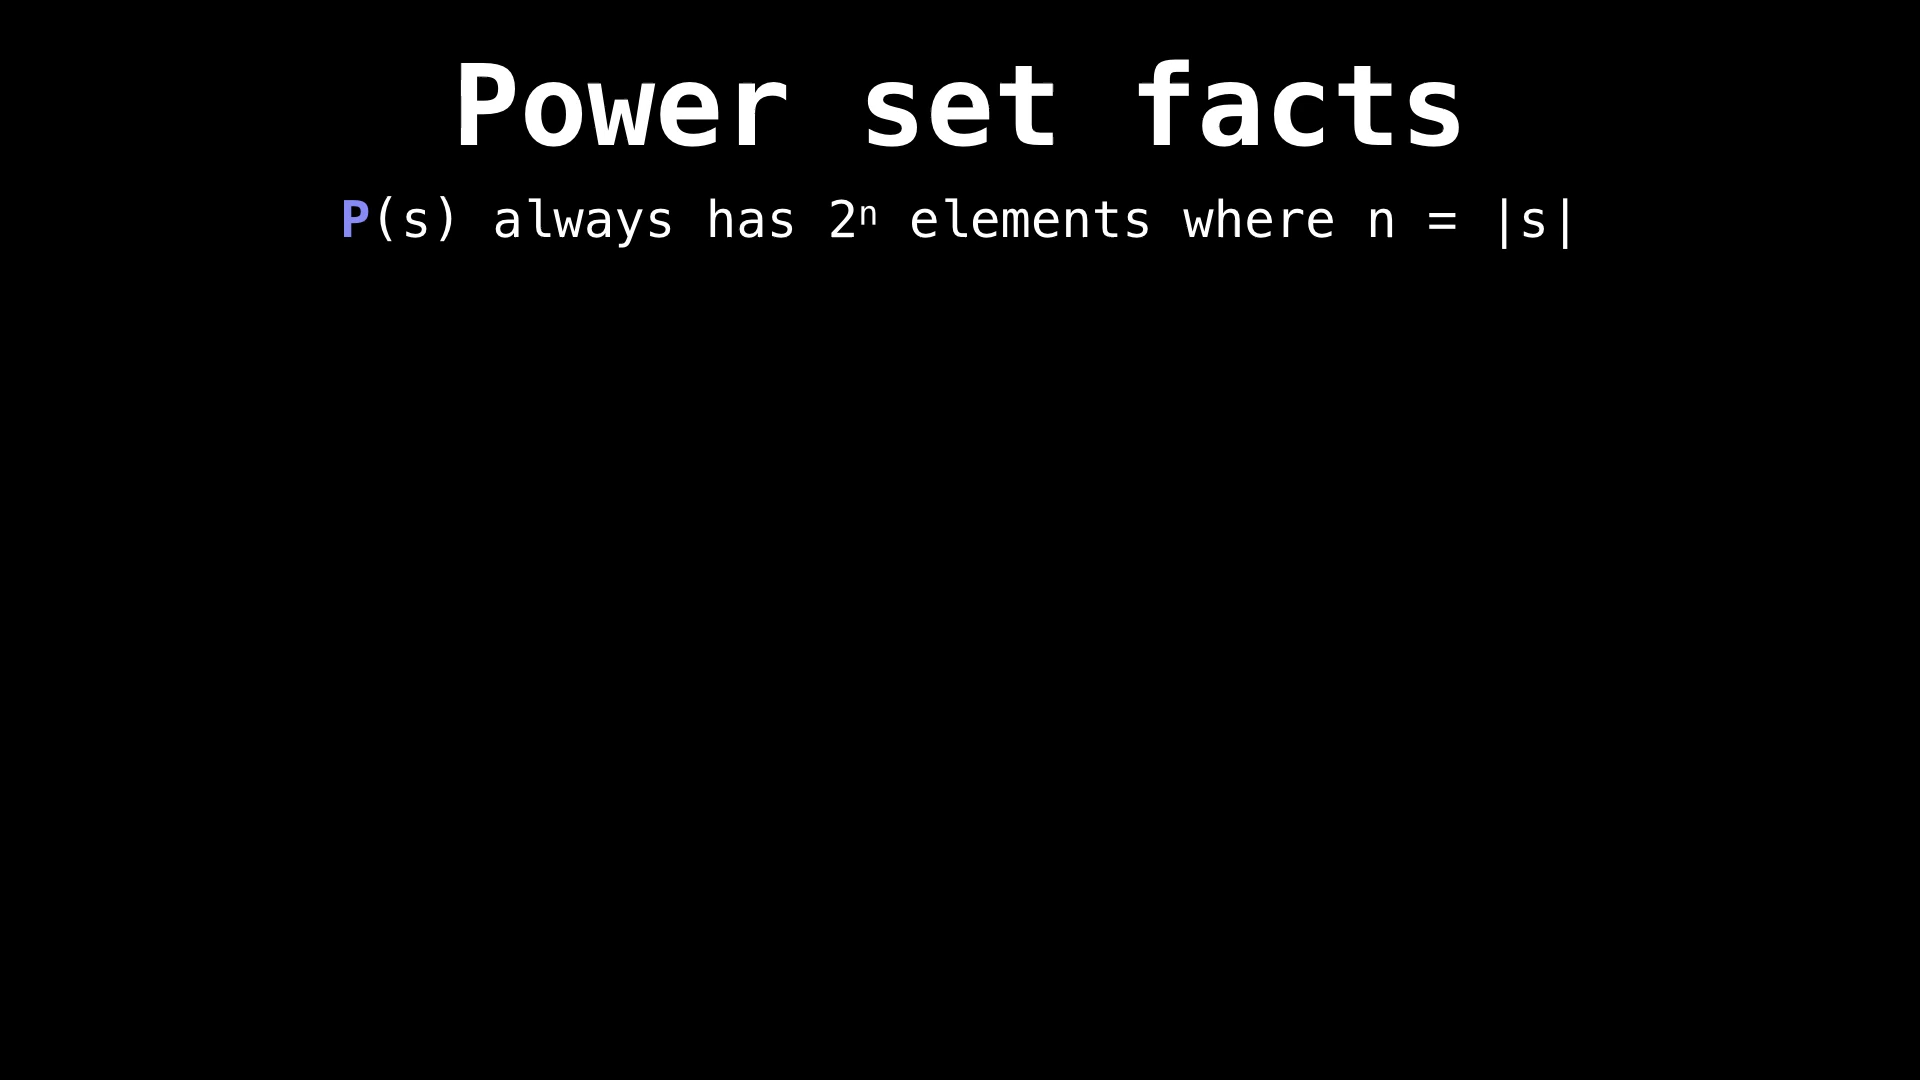 Power set facts
P(s) always has 2ⁿ elements where n = |s|